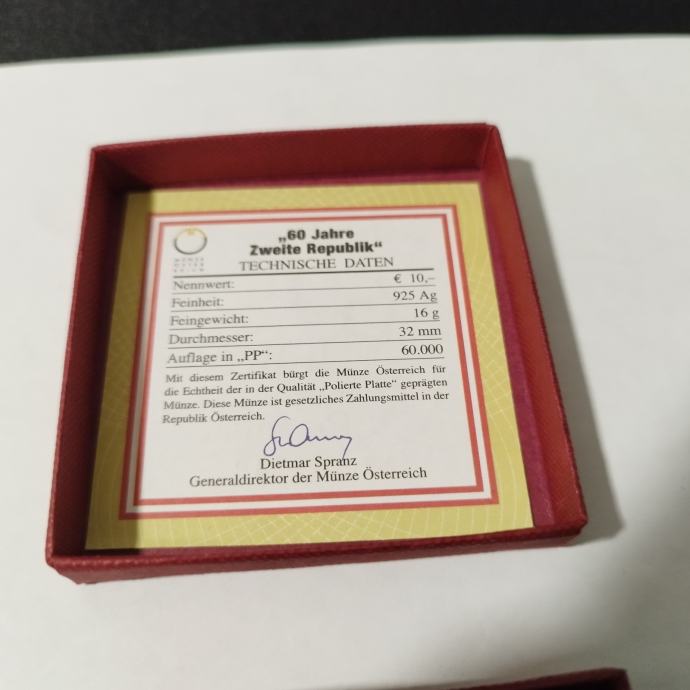 „60 Jahre
Zweite Republik“
TECHNISCHE DATEN
Nennwert: € 10,–
Feinheit: 925 Ag
Feingewicht: 16 g
Durchmesser: 32 mm
Auflage in „PP“: 60.000
Mit diesem Zertifikat bürgt die Münze Österreich für
die Echtheit der in der Qualität „Polierte Platte“ geprägten
Münze. Diese Münze ist gesetzliches Zahlungsmittel in der
Republik Österreich.
Dietmar Spranz
Generaldirektor der Münze Österreich